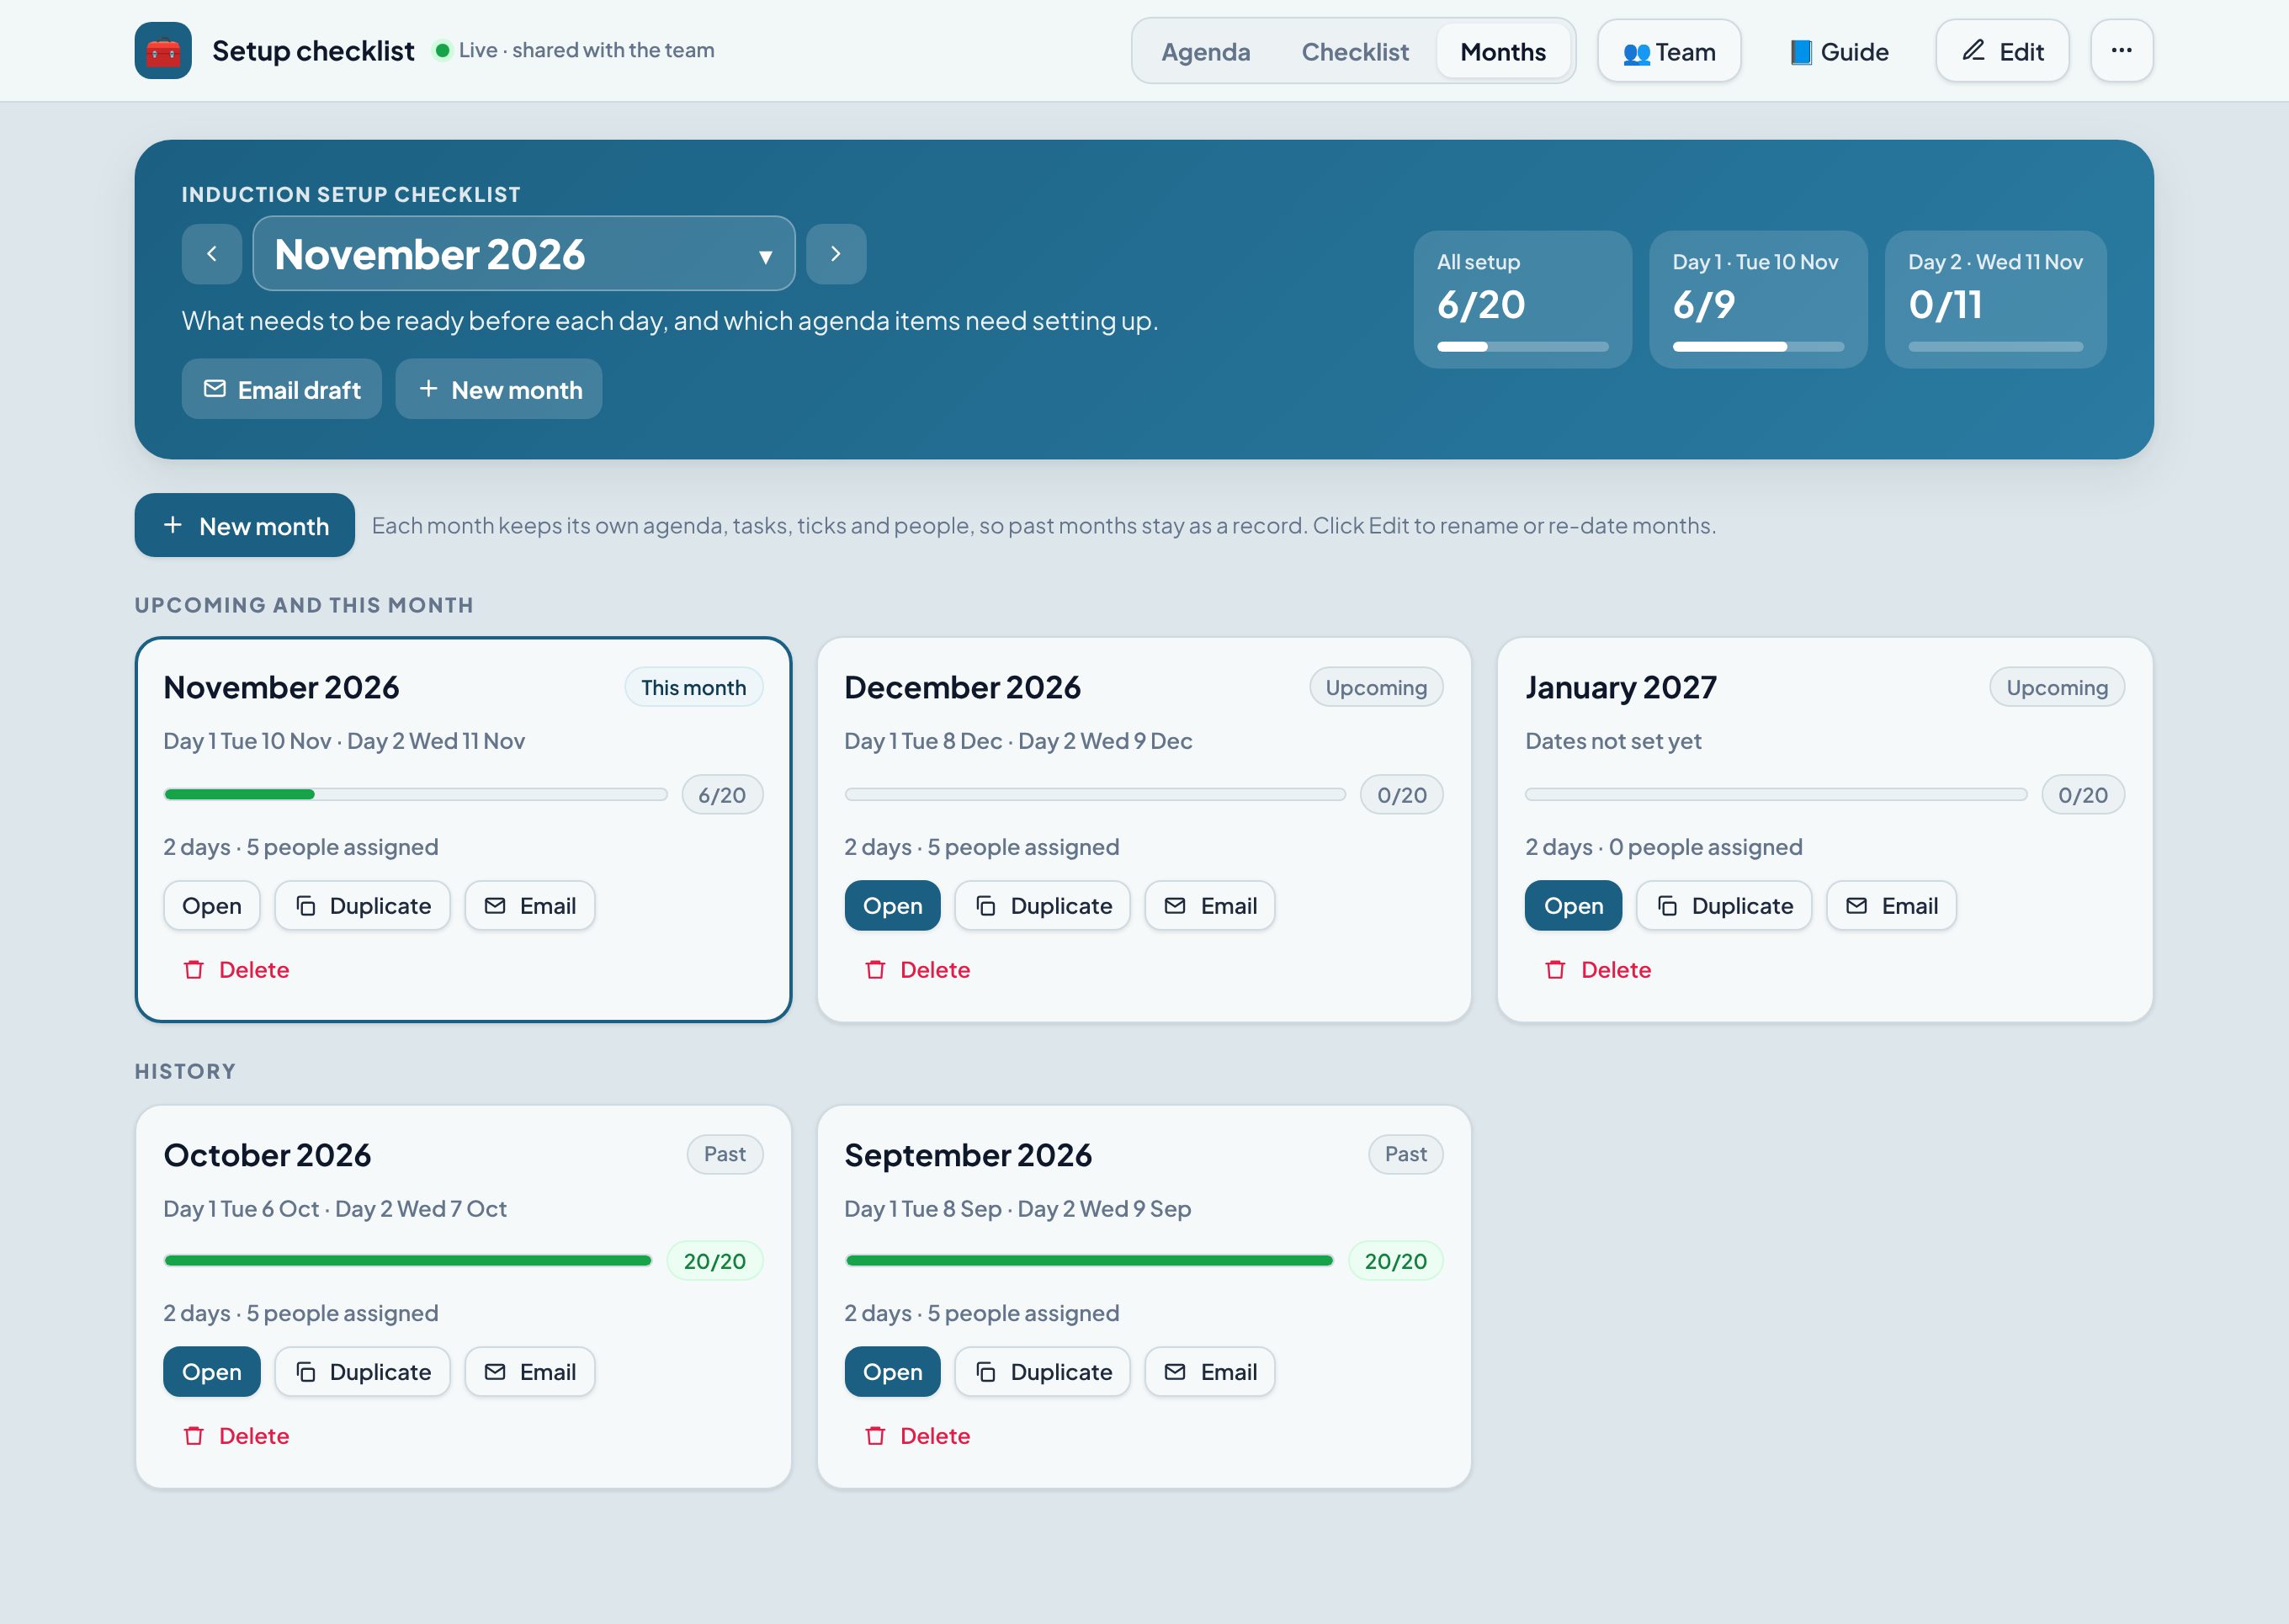 Setup checklist
Live · shared with the team
Agenda
Checklist
Months
Team
Guide
Edit
INDUCTION SETUP CHECKLIST
November 2026
What needs to be ready before each day, and which agenda items need setting up.
Email draft
New month
All setup
6/20
Day 1 · Tue 10 Nov
6/9
Day 2 · Wed 11 Nov
0/11
New month
Each month keeps its own agenda, tasks, ticks and people, so past months stay as a record. Click Edit to rename or re-date months.
UPCOMING AND THIS MONTH
November 2026
This month
Day 1 Tue 10 Nov · Day 2 Wed 11 Nov
6/20
2 days · 5 people assigned
Open
Duplicate
Email
Delete
December 2026
Upcoming
Day 1 Tue 8 Dec · Day 2 Wed 9 Dec
0/20
2 days · 5 people assigned
Open
Duplicate
Email
Delete
January 2027
Upcoming
Dates not set yet
0/20
2 days · 0 people assigned
Open
Duplicate
Email
Delete
HISTORY
October 2026
Past
Day 1 Tue 6 Oct · Day 2 Wed 7 Oct
20/20
2 days · 5 people assigned
Open
Duplicate
Email
Delete
September 2026
Past
Day 1 Tue 8 Sep · Day 2 Wed 9 Sep
20/20
2 days · 5 people assigned
Open
Duplicate
Email
Delete